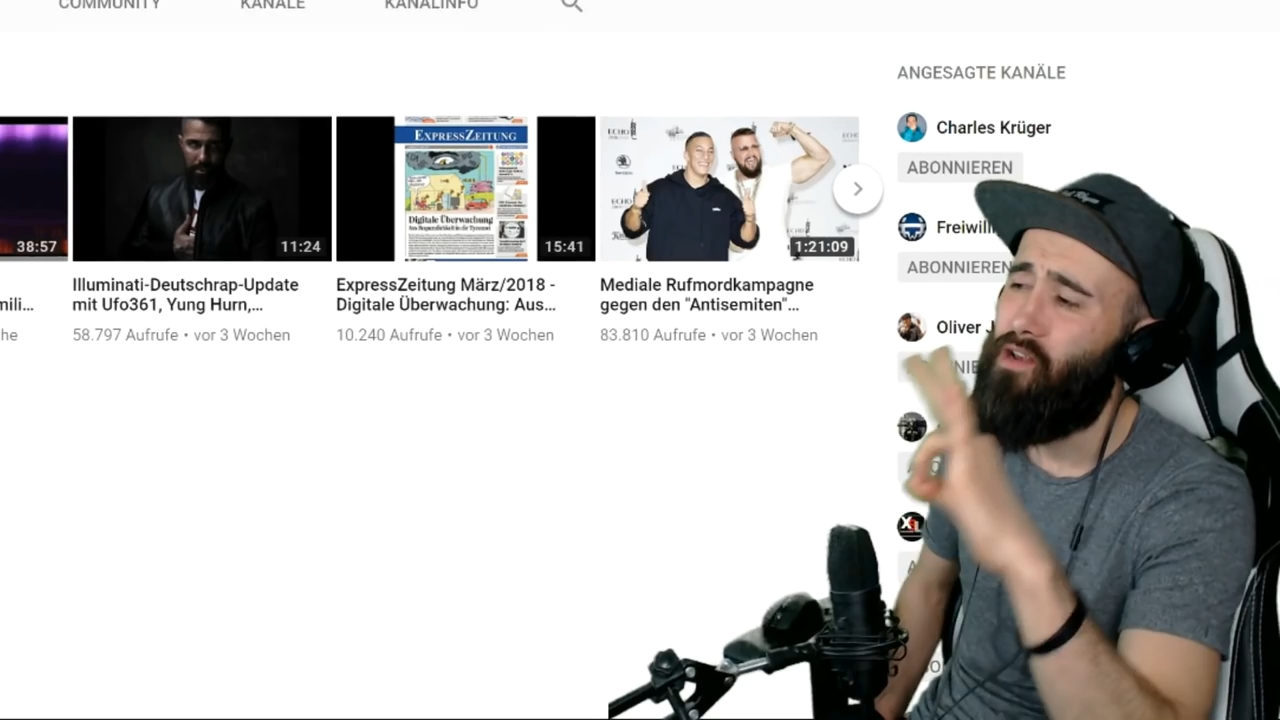 COMMUNITY
KANÄLE
KANALINFO
ANGESAGTE KANÄLE
Charles Krüger
ABONNIEREN
ABONNIEREN
Oliver
38:57
11:24
EXPRESSZEITUNG
Digitale Überwachung
15:41
ECHO
1:21:09
mili...
Illuminati-Deutschrap-Update
mit Ufo361, Yung Hurn,...
58.797 Aufrufe • vor 3 Wochen
ExpressZeitung März/2018 -
Digitale Überwachung: Aus...
10.240 Aufrufe • vor 3 Wochen
Mediale Rufmordkampagne
gegen den "Antisemiten"...
83.810 Aufrufe • vor 3 Wochen